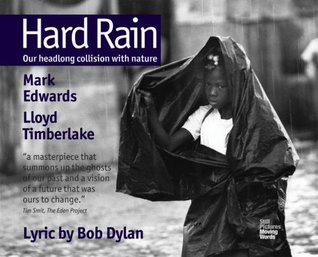 Hard Rain
Our headlong collision with nature
Mark
Edwards
Lloyd
Timberlake
“a masterpiece that
summons up the ghosts
of our past and a vision
of a future that was
ours to change.”
Tim Smit, The Eden Project
Lyric by Bob Dylan
Still
Pictures
Moving
Words